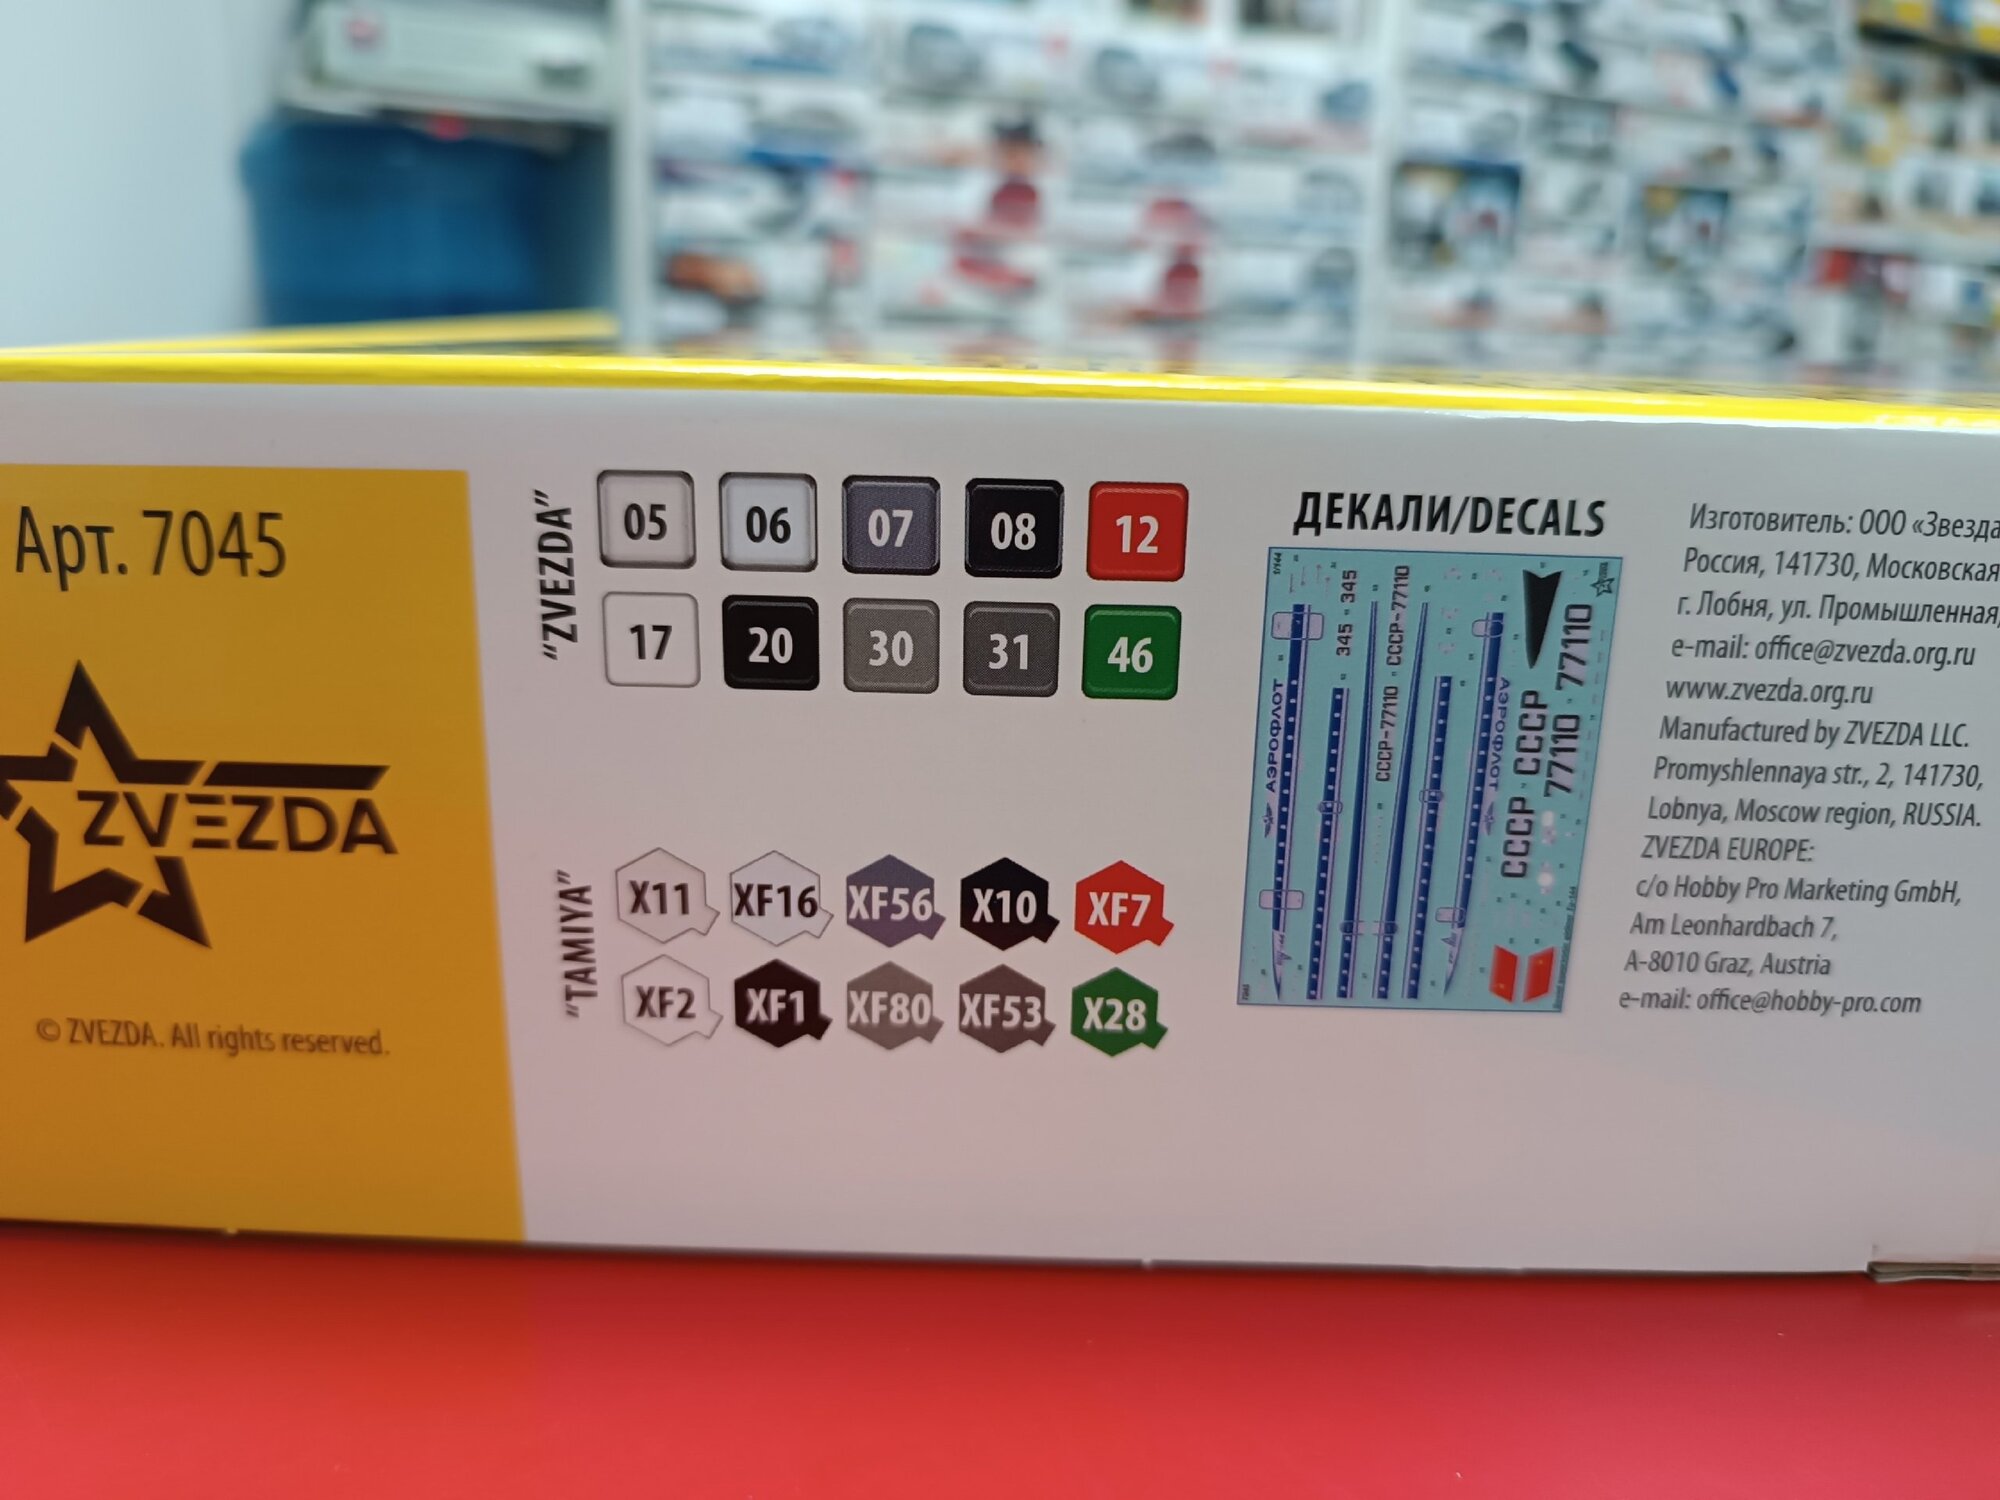 Арт. 7045
ZVEZDA
© ZVEZDA. All rights reserved.
"ZVEZDA"
05 06 07 08 12
17 20 30 31 46
"TAMIYA"
X11 XF16 XF56 X10 XF7
XF2 XF1 XF80 XF53 X28
ДЕКАЛИ/DECALS
1/144
345 345
СССР-77110 СССР-77110
АЭРОФЛОТ
АЭРОФЛОТ
СССР - СССР
77110 77110
7045
Изготовитель: ООО «Звезда
Россия, 141730, Московская
г. Лобня, ул. Промышленная,
e-mail: office@zvezda.org.ru
www.zvezda.org.ru
Manufactured by ZVEZDA LLC.
Promyshlennaya str., 2, 141730,
Lobnya, Moscow region, RUSSIA.
ZVEZDA EUROPE:
c/o Hobby Pro Marketing GmbH,
Am Leonhardbach 7,
A-8010 Graz, Austria
e-mail: office@hobby-pro.com